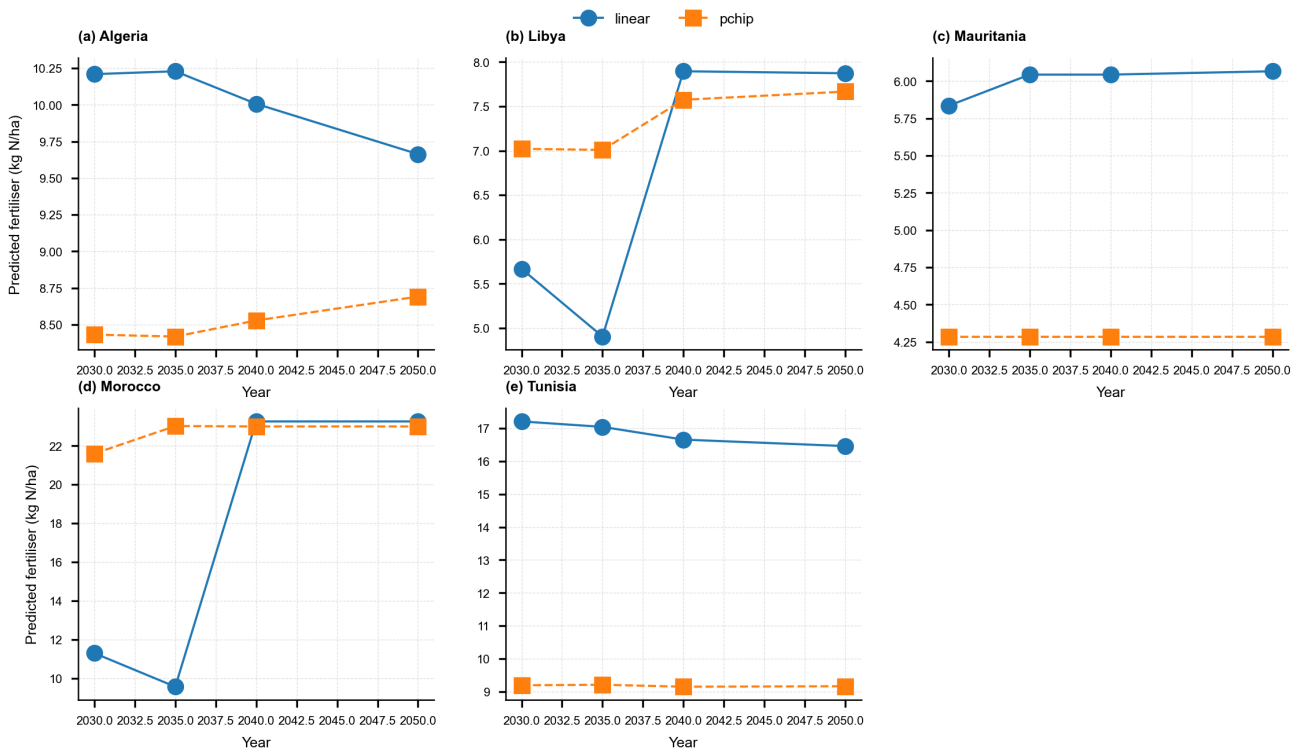 linear pchip
(a) Algeria
Predicted fertiliser (kg N/ha)
10.25
10.00
9.75
9.50
9.25
9.00
8.75
8.50
2030.0 2032.5 2035.0 2037.5 2040.0 2042.5 2045.0 2047.5 2050.0
Year
(b) Libya
8.0
7.5
7.0
6.5
6.0
5.5
5.0
2030.0 2032.5 2035.0 2037.5 2040.0 2042.5 2045.0 2047.5 2050.0
Year
(c) Mauritania
6.00
5.75
5.50
5.25
5.00
4.75
4.50
4.25
2030.0 2032.5 2035.0 2037.5 2040.0 2042.5 2045.0 2047.5 2050.0
Year
(d) Morocco
Predicted fertiliser (kg N/ha)
22
20
18
16
14
12
10
2030.0 2032.5 2035.0 2037.5 2040.0 2042.5 2045.0 2047.5 2050.0
Year
(e) Tunisia
17
16
15
14
13
12
11
10
9
2030.0 2032.5 2035.0 2037.5 2040.0 2042.5 2045.0 2047.5 2050.0
Year